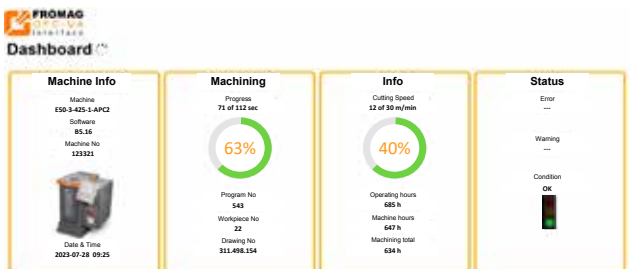 FROMAG
OPC-UA
Interface
Dashboard
Machine Info
Machine
E50-3-425-1-APC2
Software
B5.16
Machine No
123321
Date & Time
2023-07-28 09:25
Machining
Progress
71 of 112 sec
63%
Program No
543
Workpiece No
22
Drawing No
311.498.154
Info
Cutting Speed
12 of 30 m/min
40%
Operating hours
685 h
Machine hours
647 h
Machining total
634 h
Status
Error
---
Warning
---
Condition
OK